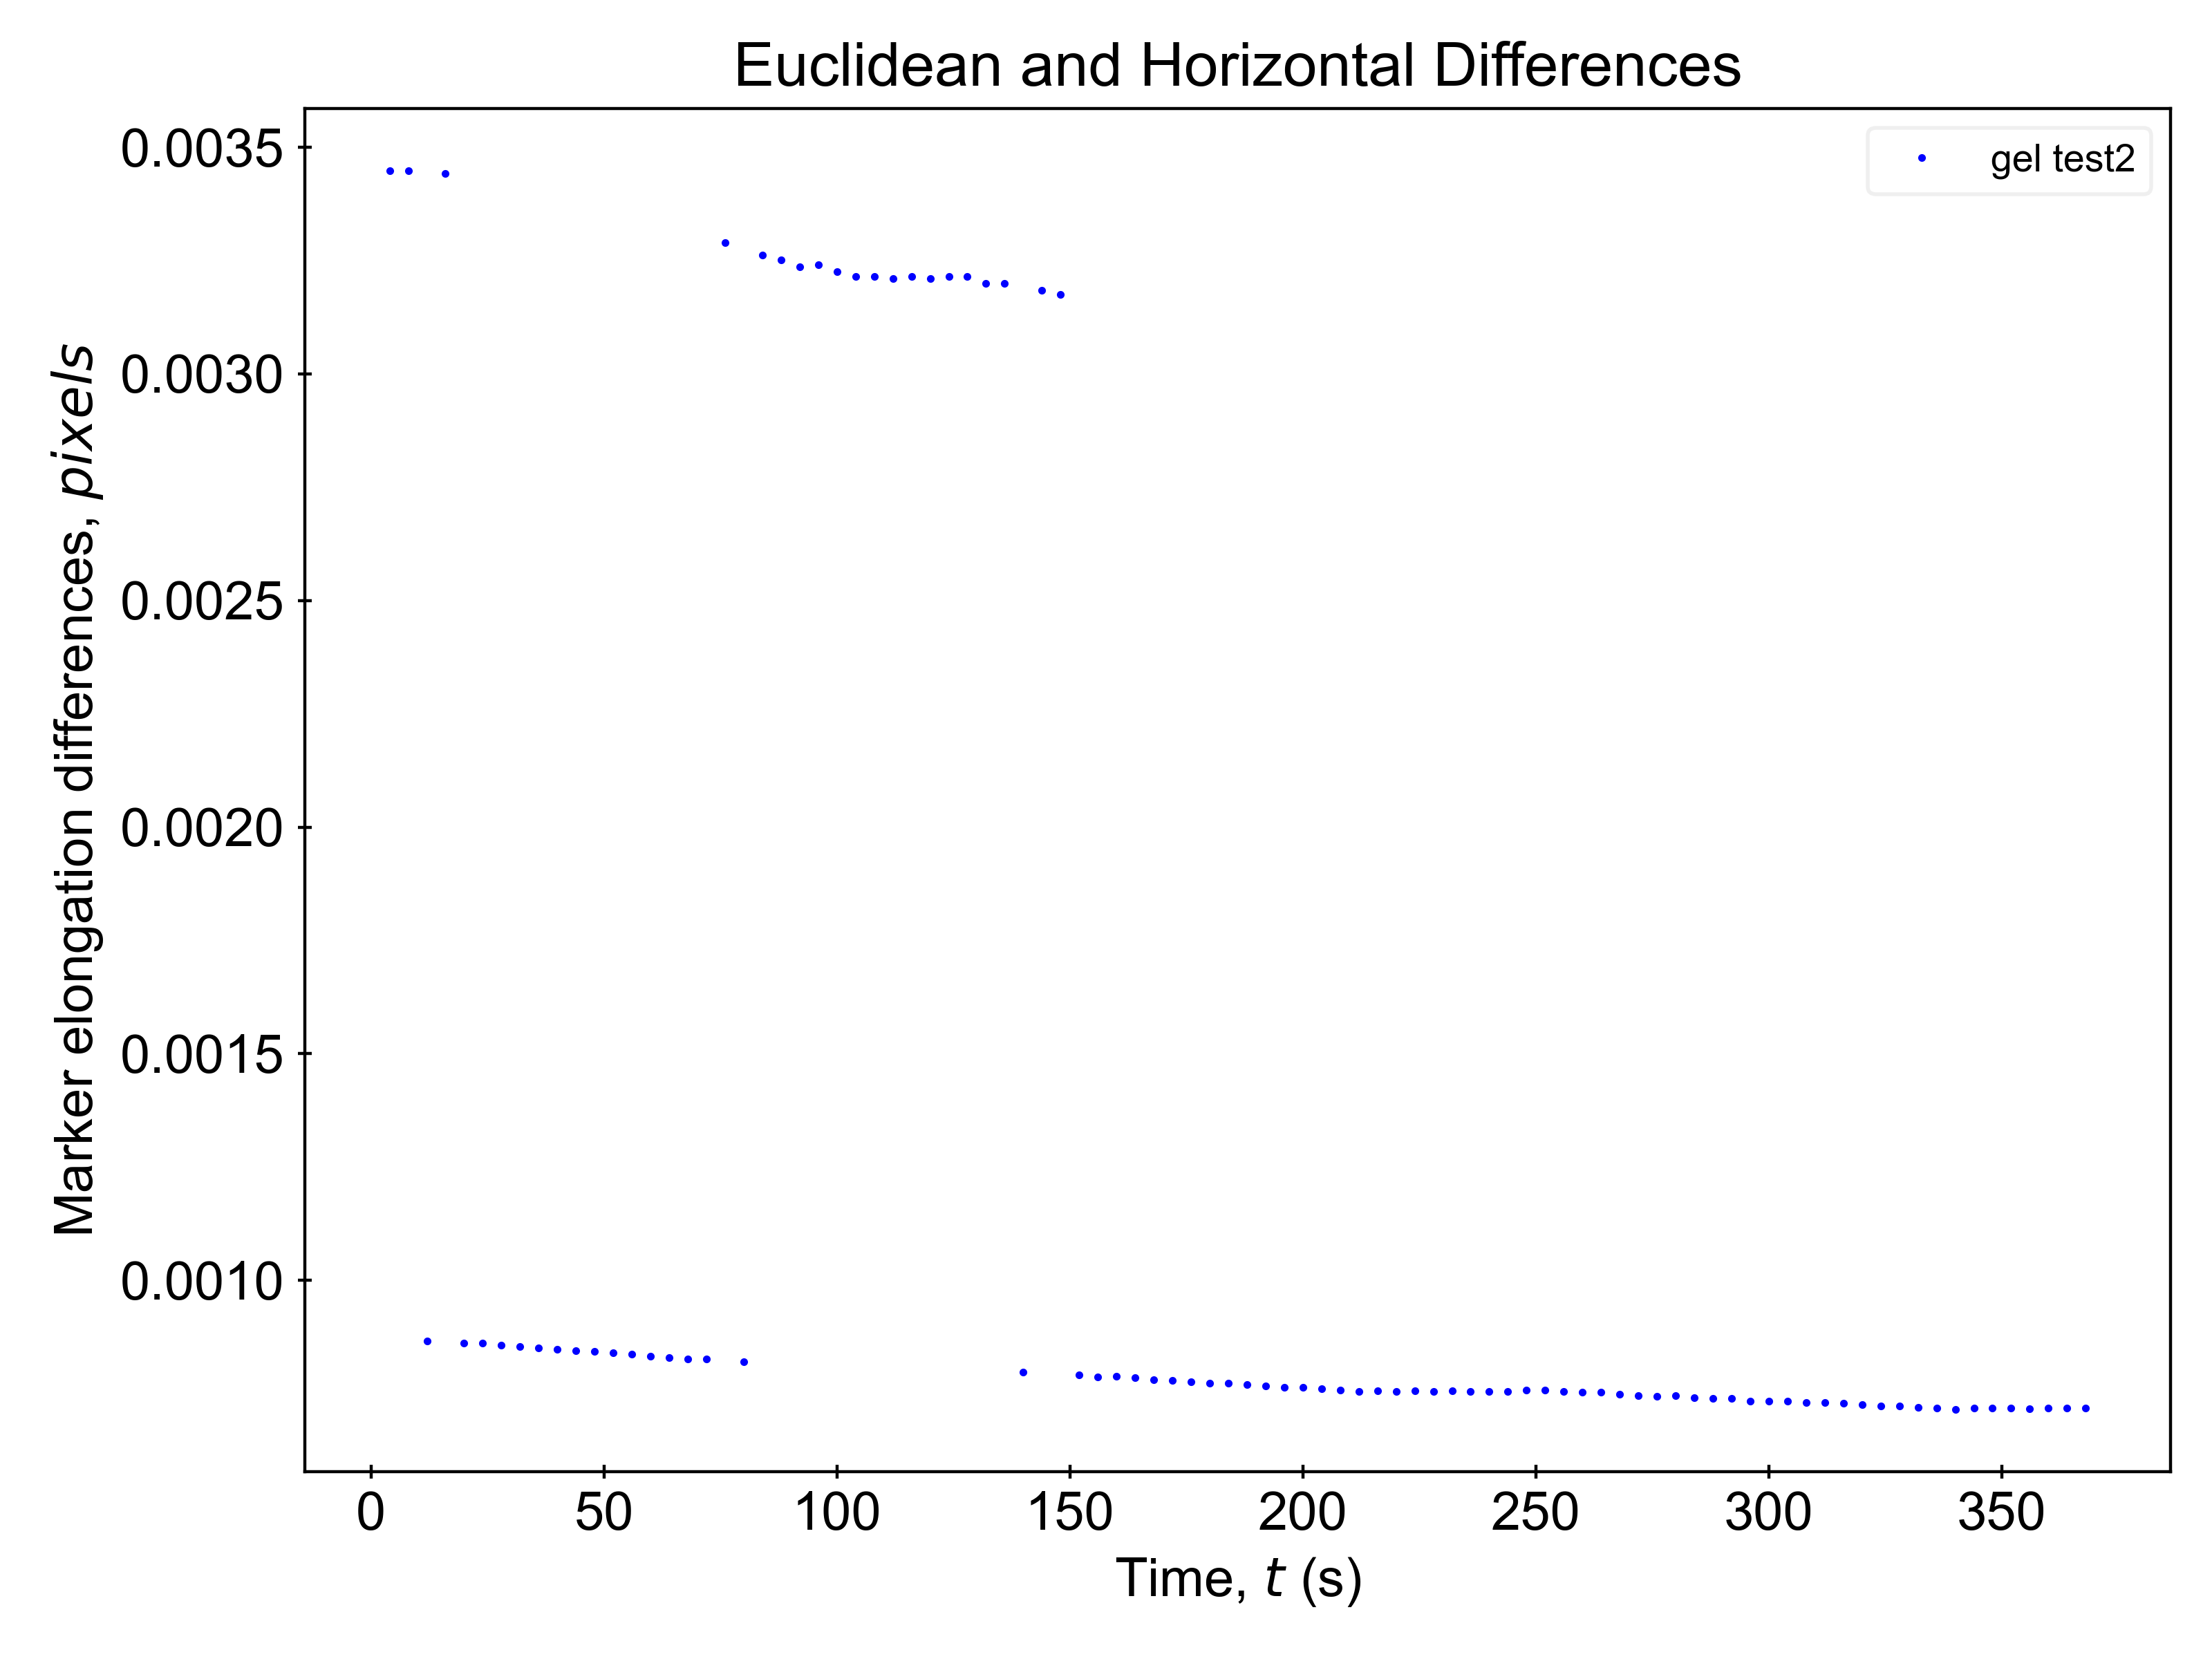 Euclidean and Horizontal Differences
gel test2
Marker elongation differences, pixels
0.0035
0.0030
0.0025
0.0020
0.0015
0.0010
0 50 100 150 200 250 300 350
Time, t (s)